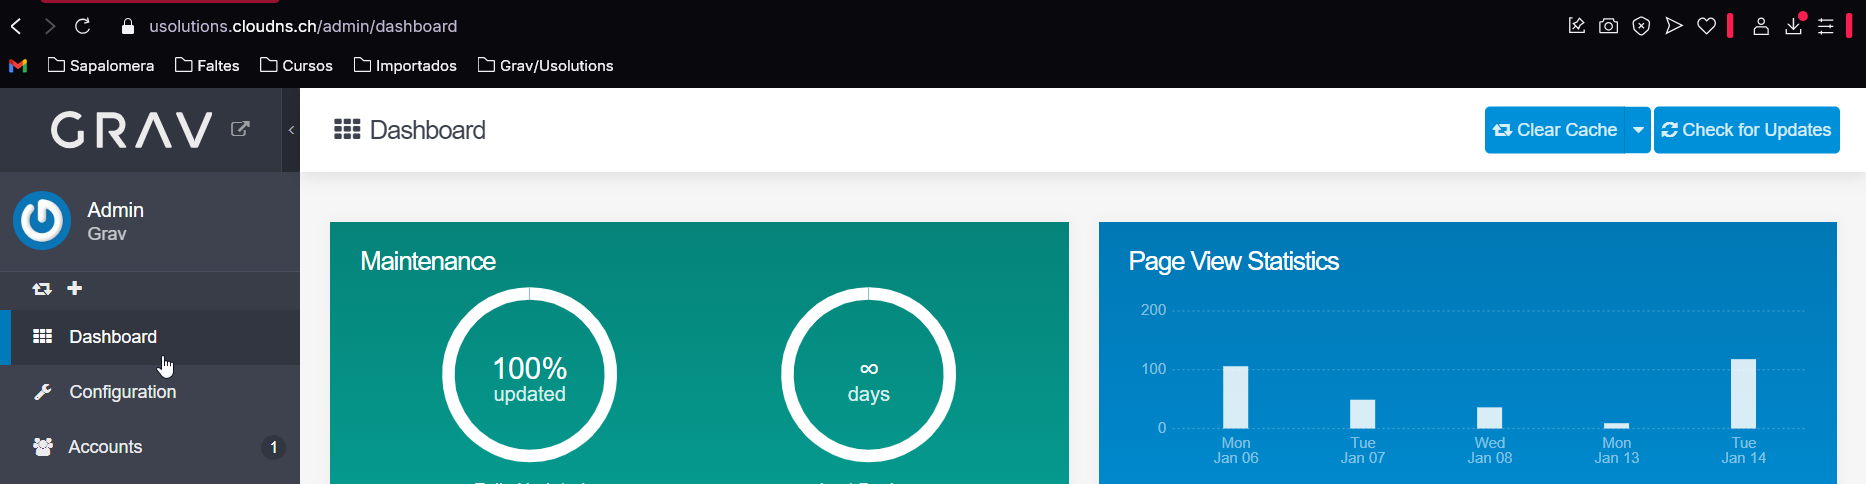 usolutions.cloudns.ch/admin/dashboard
Sapalomera
Faltes
Cursos
Importados
Grav/Usolutions
GRAV
Dashboard
Clear Cache
Check for Updates
Admin
Grav
Dashboard
Configuration
Accounts
1
Maintenance
100%
updated
∞
days
Page View Statistics
200
100
0
Mon
Jan 06
Tue
Jan 07
Wed
Jan 08
Mon
Jan 13
Tue
Jan 14